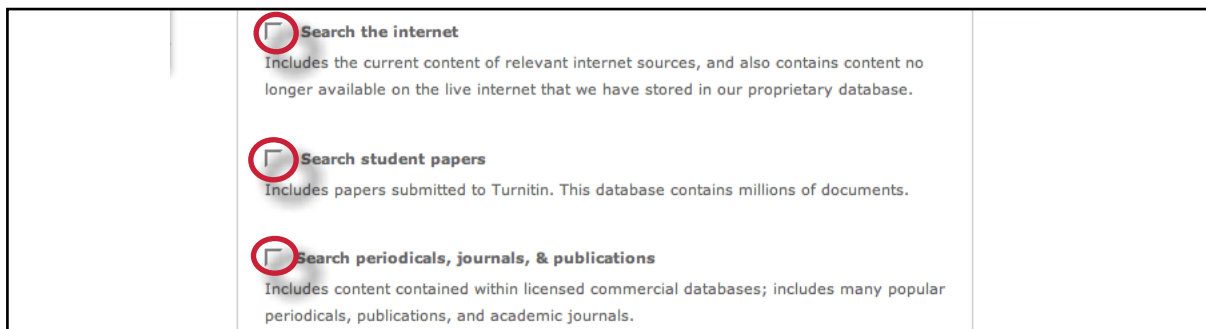 Search the internet
Includes the current content of relevant internet sources, and also contains content no
longer available on the live internet that we have stored in our proprietary database.
Search student papers
Includes papers submitted to Turnitin. This database contains millions of documents.
Search periodicals, journals, & publications
Includes content contained within licensed commercial databases; includes many popular
periodicals, publications, and academic journals.